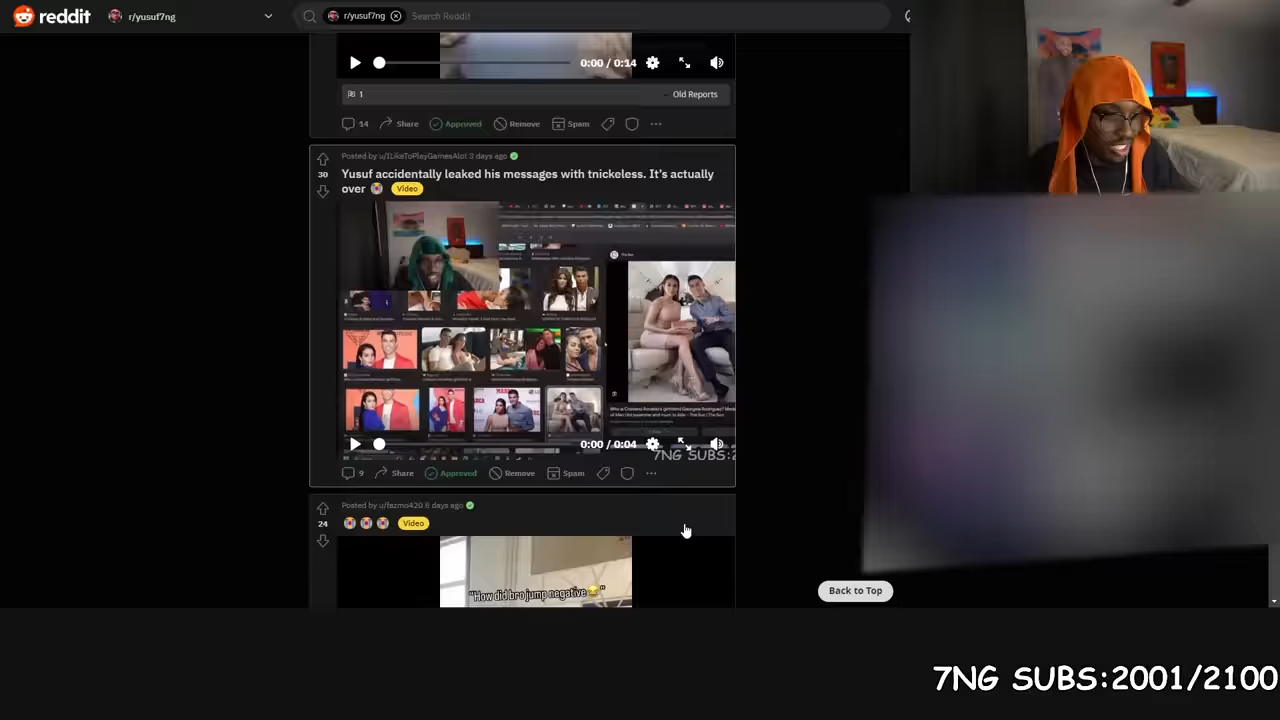 reddit
r/yusuf7ng
r/yusuf7ng
Search Reddit
0:00 / 0:14
1
Old Reports
14
Share
Approved
Remove
Spam
Posted by u/ILikeToPlayGamesAlot 3 days ago
30
Yusuf accidentally leaked his messages with tnickeless. It's actually
over
Video
0:00 / 0:04
7NG SUBS:2
9
Share
Approved
Remove
Spam
Posted by u/fazmo420 6 days ago
24
Video
"How did bro jump negative 😂"
Back to Top
7NG SUBS:2001/2100